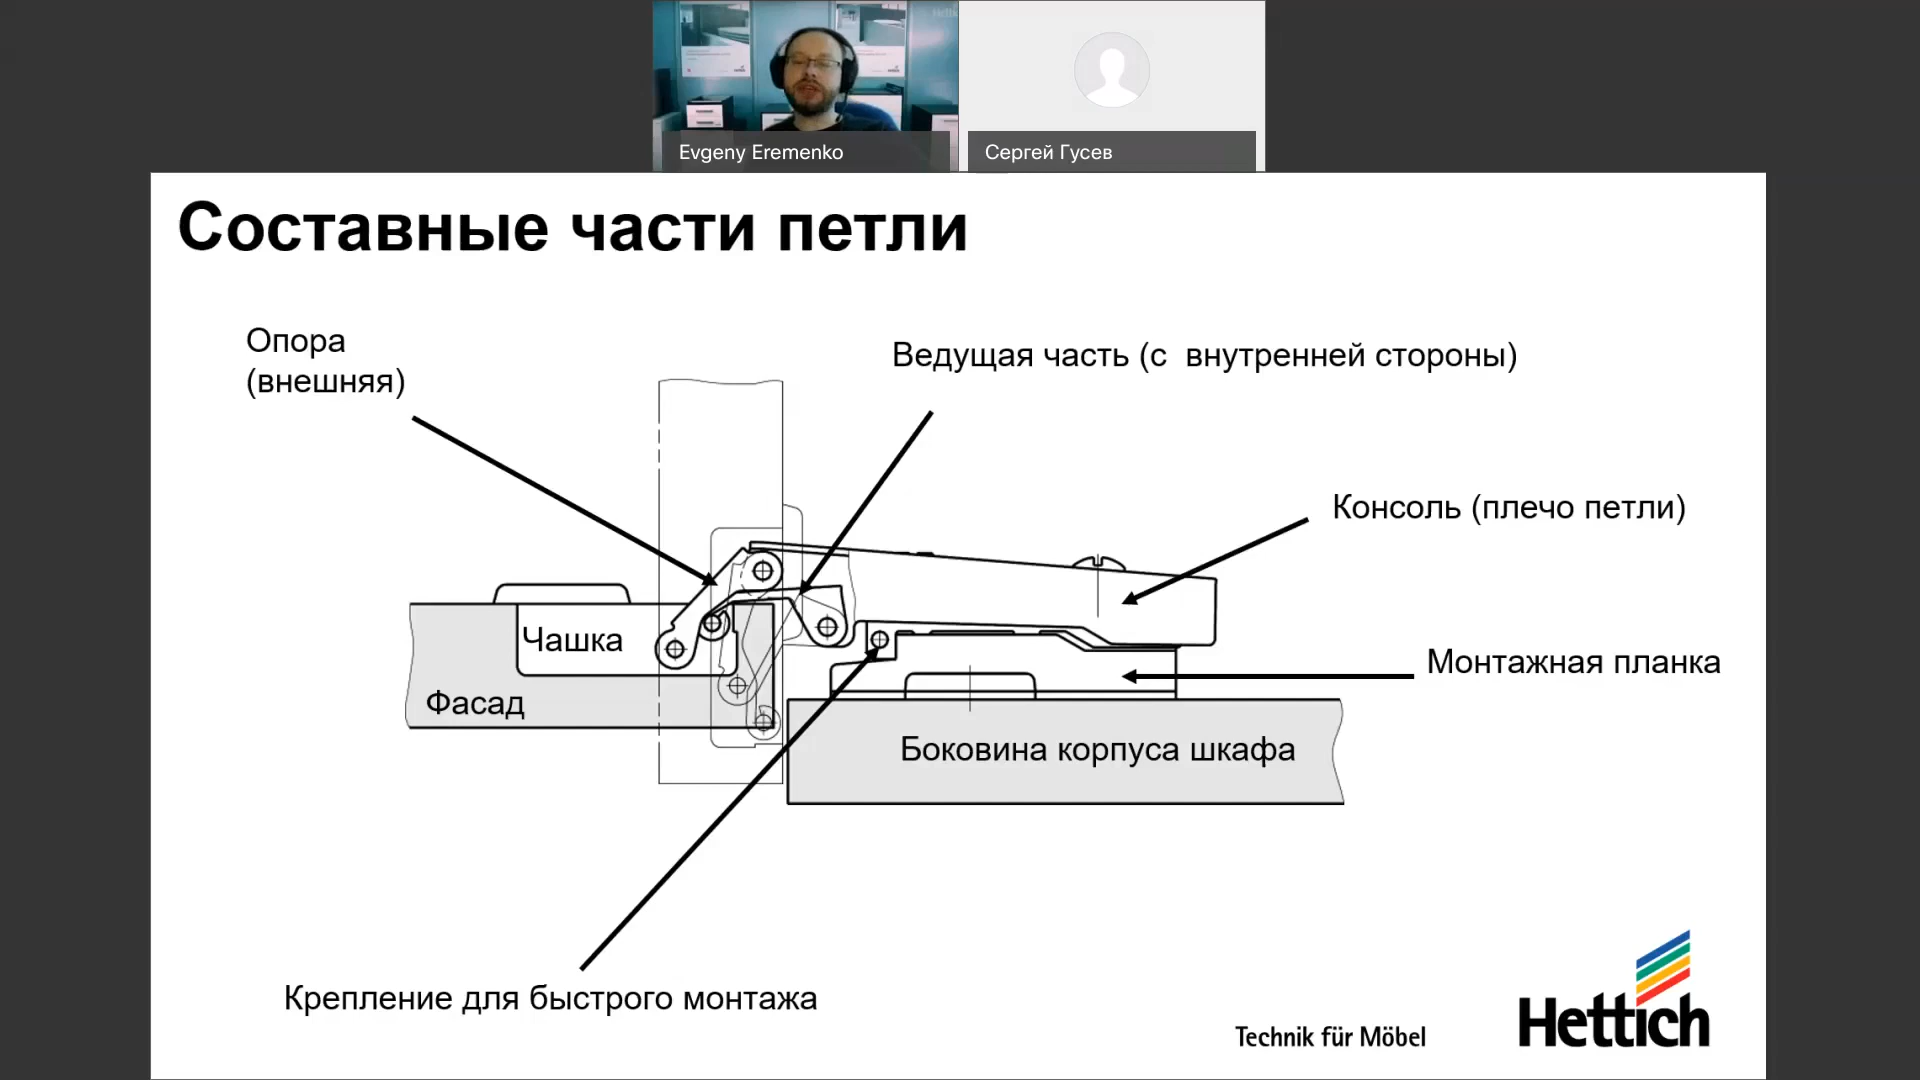 Evgeny Eremenko
Сергей Гусев
Составные части петли
Опора
(внешняя)
Ведущая часть (с внутренней стороны)
Консоль (плечо петли)
Чашка
Монтажная планка
Фасад
Боковина корпуса шкафа
Крепление для быстрого монтажа
Technik für Möbel
Hettich